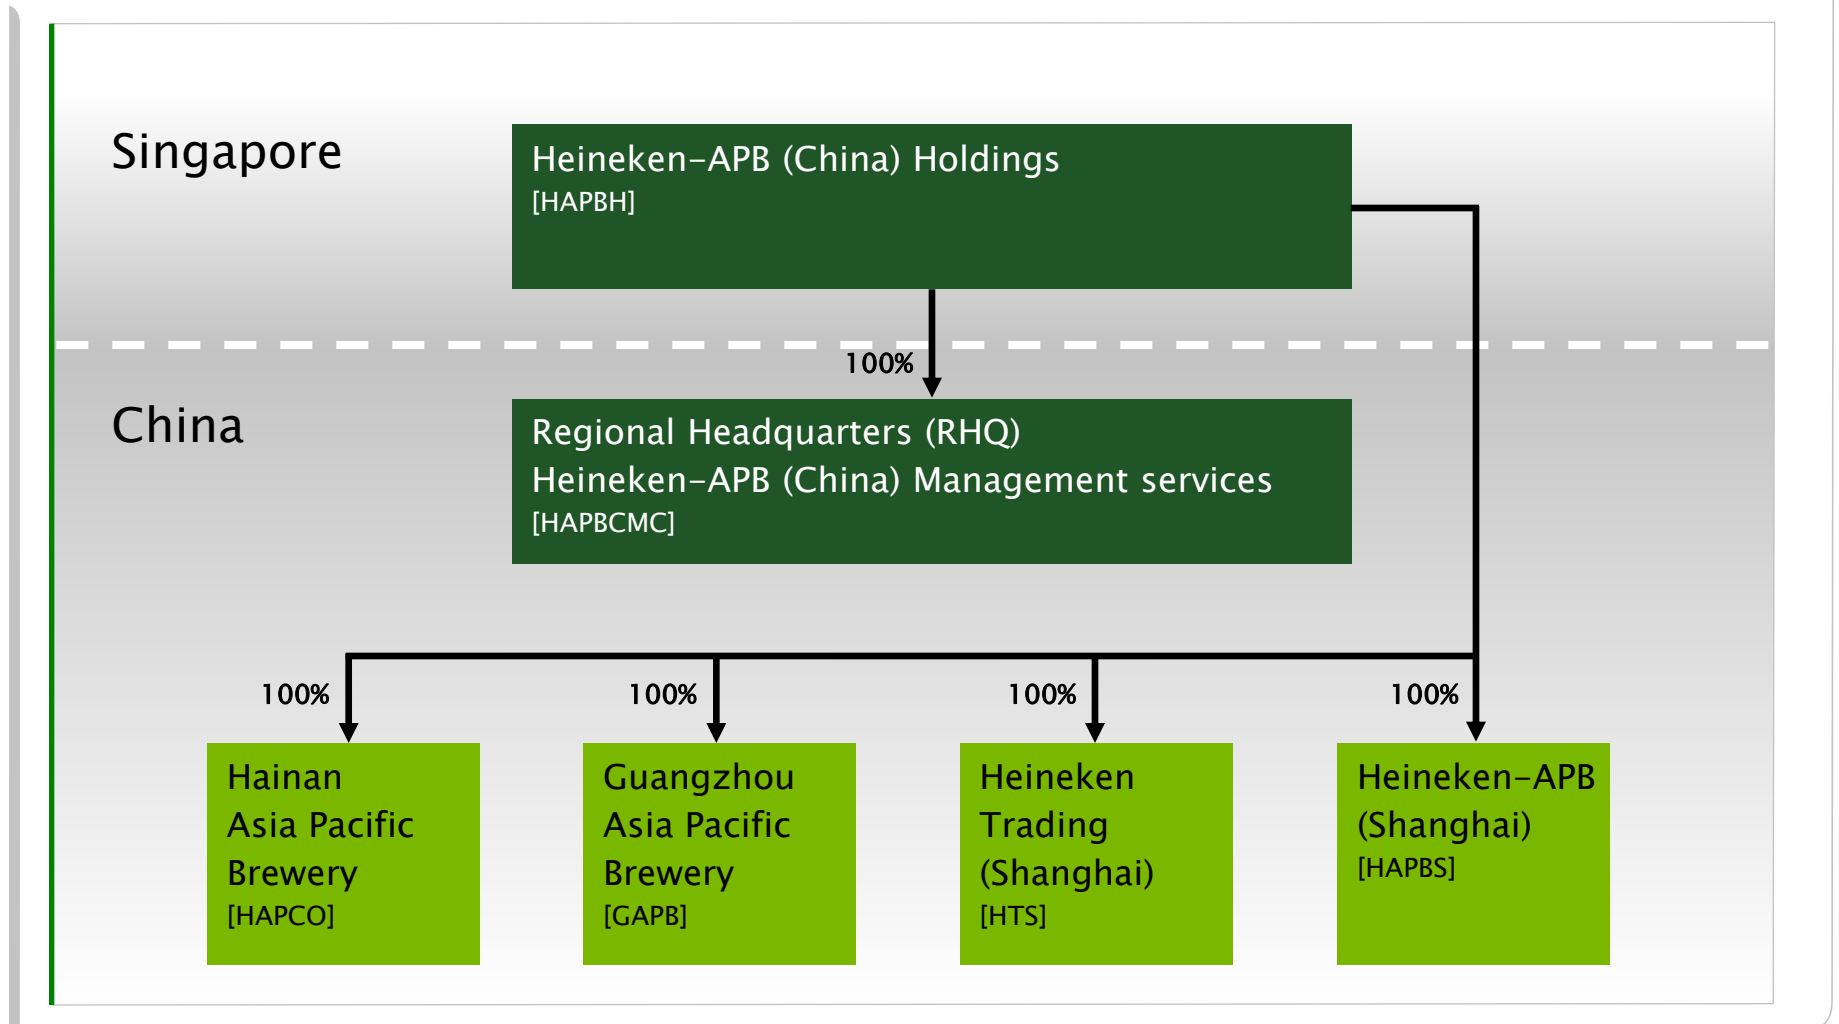 Singapore
Heineken-APB (China) Holdings
[HAPBH]
100%
China
Regional Headquarters (RHQ)
Heineken-APB (China) Management services
[HAPBCMC]
100%
100%
100%
100%
Hainan
Asia Pacific
Brewery
[HAPCO]
Guangzhou
Asia Pacific
Brewery
[GAPB]
Heineken
Trading
(Shanghai)
[HTS]
Heineken-APB
(Shanghai)
[HAPBS]